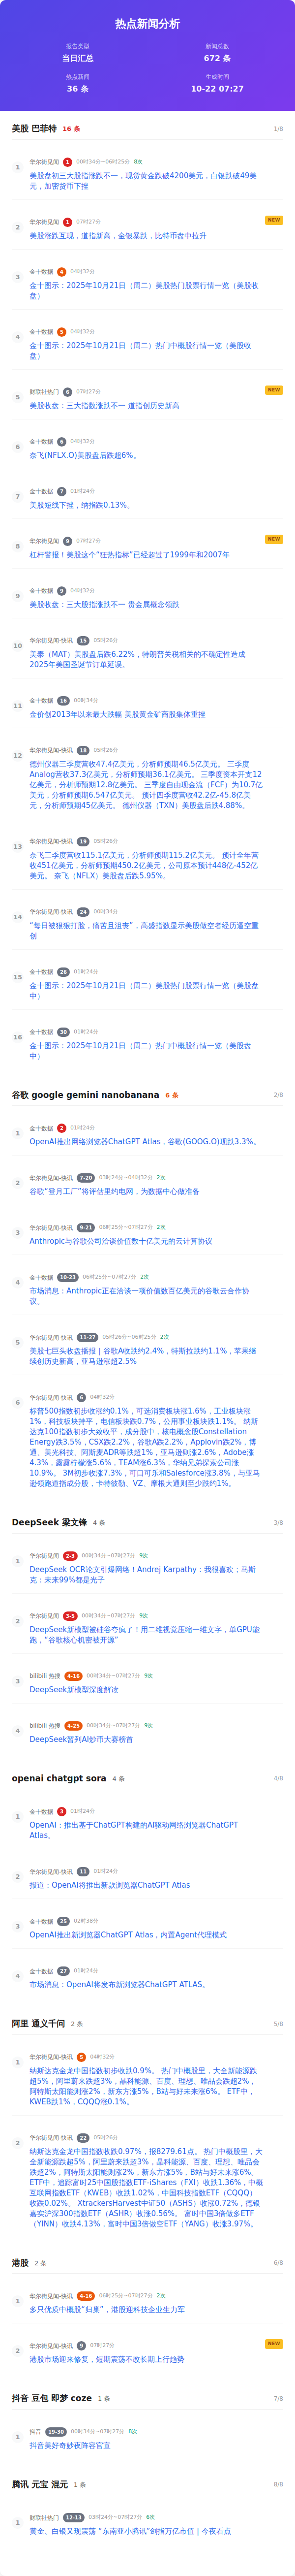 热点新闻分析
报告类型
新闻总数
当日汇总
672 条
热点新闻
生成时间
36 条
10-22 07:27
美股 巴菲特 16 条 1/8
1 华尔街见闻 1 00时34分~06时25分 8次
美股盘初三大股指涨跌不一，现货黄金跌破4200美元，白银跌破49美
元，加密货币下挫
2 华尔街见闻 1 07时27分 NEW
美股涨跌互现，道指新高，金银暴跌，比特币盘中拉升
3 金十数据 4 04时32分
金十图示：2025年10月21日（周二）美股热门股票行情一览（美股收
盘）
4 金十数据 5 04时32分
金十图示：2025年10月21日（周二）热门中概股行情一览（美股收
盘）
5 财联社热门 6 07时27分 NEW
美股收盘：三大指数涨跌不一 道指创历史新高
6 金十数据 6 04时32分
奈飞(NFLX.O)美股盘后跌超6%。
7 金十数据 7 01时24分
美股短线下挫，纳指跌0.13%。
8 华尔街见闻 9 07时27分 NEW
杠杆警报！美股这个“狂热指标”已经超过了1999年和2007年
9 金十数据 9 04时32分
美股收盘：三大股指涨跌不一 贵金属概念领跌
10 华尔街见闻-快讯 15 05时26分
美泰（MAT）美股盘后跌6.22%，特朗普关税相关的不确定性造成
2025年美国圣诞节订单延误。
11 金十数据 16 00时34分
金价创2013年以来最大跌幅 美股黄金矿商股集体重挫
12 华尔街见闻-快讯 18 05时26分
德州仪器三季度营收47.4亿美元，分析师预期46.5亿美元。 三季度
Analog营收37.3亿美元，分析师预期36.1亿美元。 三季度资本开支12
亿美元，分析师预期12.8亿美元。 三季度自由现金流（FCF）为10.7亿
美元，分析师预期6.547亿美元。 预计四季度营收42.2亿-45.8亿美
元，分析师预期45亿美元。 德州仪器（TXN）美股盘后跌4.88%。
13 华尔街见闻-快讯 19 05时26分
奈飞三季度营收115.1亿美元，分析师预期115.2亿美元。 预计全年营
收451亿美元，分析师预期450.2亿美元，公司原本预计448亿-452亿
美元。 奈飞（NFLX）美股盘后跌5.95%。
14 华尔街见闻-快讯 24 00时34分
“每日被狠狠打脸，痛苦且沮丧”，高盛指数显示美股做空者经历逼空重
创
15 金十数据 26 01时24分
金十图示：2025年10月21日（周二）美股热门股票行情一览（美股盘
中）
16 金十数据 30 01时24分
金十图示：2025年10月21日（周二）热门中概股行情一览（美股盘
中）
谷歌 google gemini nanobanana 6 条 2/8
1 金十数据 2 01时24分
OpenAI推出网络浏览器ChatGPT Atlas，谷歌(GOOG.O)现跌3.3%。
2 华尔街见闻-快讯 7-20 03时24分~04时32分 2次
谷歌“登月工厂”将评估里约电网，为数据中心做准备
3 华尔街见闻-快讯 9-21 06时25分~07时27分 2次
Anthropic与谷歌公司洽谈价值数十亿美元的云计算协议
4 金十数据 10-23 06时25分~07时27分 2次
市场消息：Anthropic正在洽谈一项价值数百亿美元的谷歌云合作协
议。
5 华尔街见闻-快讯 11-27 05时26分~06时25分 2次
美股七巨头收盘播报｜谷歌A收跌约2.4%，特斯拉跌约1.1%，苹果继
续创历史新高，亚马逊涨超2.5%
6 华尔街见闻-快讯 6 04时32分
标普500指数初步收涨约0.1%，可选消费板块涨1.6%，工业板块涨
1%，科技板块持平，电信板块跌0.7%，公用事业板块跌1.1%。 纳斯
达克100指数初步大致收平，成分股中，核电概念股Constellation
Energy跌3.5%，CSX跌2.2%，谷歌A跌2.2%，Applovin跌2%，博
通、美光科技、阿斯麦ADR等跌超1%，亚马逊则涨2.6%，Adobe涨
4.3%，露露柠檬涨5.6%，TEAM涨6.3%，华纳兄弟探索公司涨
10.9%。 3M初步收涨7.3%，可口可乐和Salesforce涨3.8%，与亚马
逊领跑道指成分股，卡特彼勒、VZ、摩根大通则至少跌约1%。
DeepSeek 梁文锋 4 条 3/8
1 华尔街见闻 2-3 00时34分~07时27分 9次
DeepSeek OCR论文引爆网络！Andrej Karpathy：我很喜欢；马斯
克：未来99%都是光子
2 华尔街见闻 3-5 00时34分~07时27分 9次
DeepSeek新模型被硅谷夸疯了！用二维视觉压缩一维文字，单GPU能
跑，“谷歌核心机密被开源”
3 bilibili 热搜 4-16 00时34分~07时27分 9次
DeepSeek新模型深度解读
4 bilibili 热搜 4-25 00时34分~07时27分 9次
DeepSeek暂列AI炒币大赛榜首
openai chatgpt sora 4 条 4/8
1 金十数据 3 01时24分
OpenAI：推出基于ChatGPT构建的AI驱动网络浏览器ChatGPT
Atlas。
2 华尔街见闻-快讯 11 01时24分
报道：OpenAI将推出新款浏览器ChatGPT Atlas
3 金十数据 25 02时38分
OpenAI推出新浏览器ChatGPT Atlas，内置Agent代理模式
4 金十数据 27 01时24分
市场消息：OpenAI将发布新浏览器ChatGPT ATLAS。
阿里 通义千问 2 条 5/8
1 华尔街见闻-快讯 5 04时32分
纳斯达克金龙中国指数初步收跌0.9%。 热门中概股里，大全新能源跌
超5%，阿里收跌超3%，晶科能源、百度、理想、唯品会跌超2%，
阿特斯太阳能则涨2%，新东方涨5%，B站与好未来涨6%。 ETF中，
KWEB跌1%，CQQQ涨0.1%。
2 华尔街见闻-快讯 22 05时26分
纳斯达克金龙中国指数收跌0.97%，报8279.61点。 热门中概股里，大
全新能源跌超5%，阿里收跌超3%，晶科能源、百度、理想、唯品会
跌超2%，阿特斯太阳能则涨2%，新东方涨5%，B站与好未来涨6%。
ETF中，追踪富时25中国股指数ETF-iShares（FXI）收跌1.36%，中概
互联网指数ETF（KWEB）收跌1.02%，中国科技指数ETF（CQQQ）
收跌0.02%。 XtrackersHarvest中证50（ASHS）收涨0.72%，德银
嘉实沪深300指数ETF（ASHR）收涨0.56%。 富时中国3倍做多ETF
（YINN）收跌4.13%，富时中国3倍做空ETF（YANG）收涨3.97%。
港股 2 条 6/8
1 华尔街见闻-快讯 4-16 06时25分~07时27分 2次
多只优质中概股“归巢”，港股迎科技企业生力军
2 华尔街见闻-快讯 9 07时27分 NEW
港股市场迎来修复，短期震荡不改长期上行趋势
抖音 豆包 即梦 coze 1 条 7/8
1 抖音 19-30 00时34分~07时27分 8次
抖音美好奇妙夜阵容官宣
腾讯 元宝 混元 1 条 8/8
1 财联社热门 12-13 03时24分~07时27分 6次
黄金、白银又现震荡 “东南亚小腾讯”剑指万亿市值 | 今夜看点